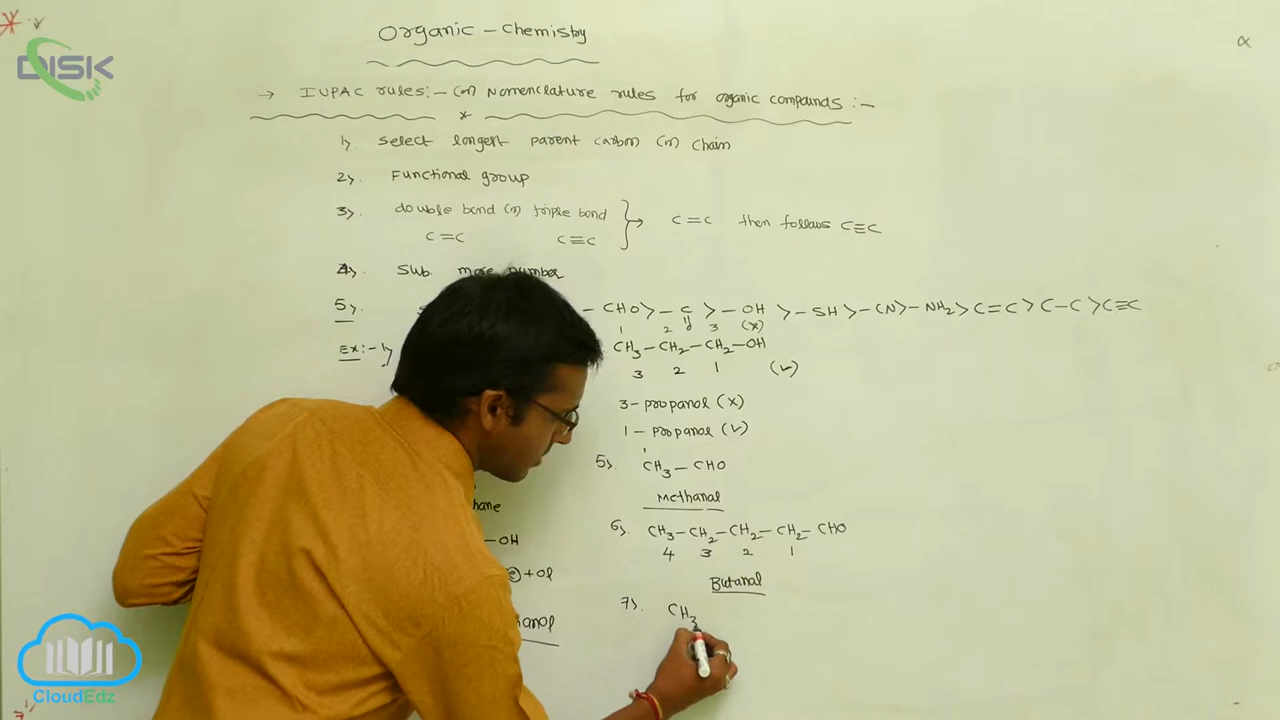 Organic - Chemistry
DISK
→ IUPAC rules:- (or) Nomenclature rules for organic compounds :-
1>. Select longest parent carbon (or) chain
2>. Functional group
3>. double bond (or) triple bond } → C=C then follows C≡C
C=C C≡C
4>. Sub. more number
5>. - CHO > - C > - OH > - SH > - (N) > - NH2 > C=C > C-C > C≡C
1 2 3 (x)
Ex:- 1> CH3-CH2-CH2-OH
3 2 1 (v)
3- propanol (x)
1- propanol (v)
5>. CH3-CHO
Methanal
6>. CH3-CH2-CH2-CH2-CHO
4 3 2 1
Butanal
7>. CH3
hane
-OH
+ol
anol
CloudEdz